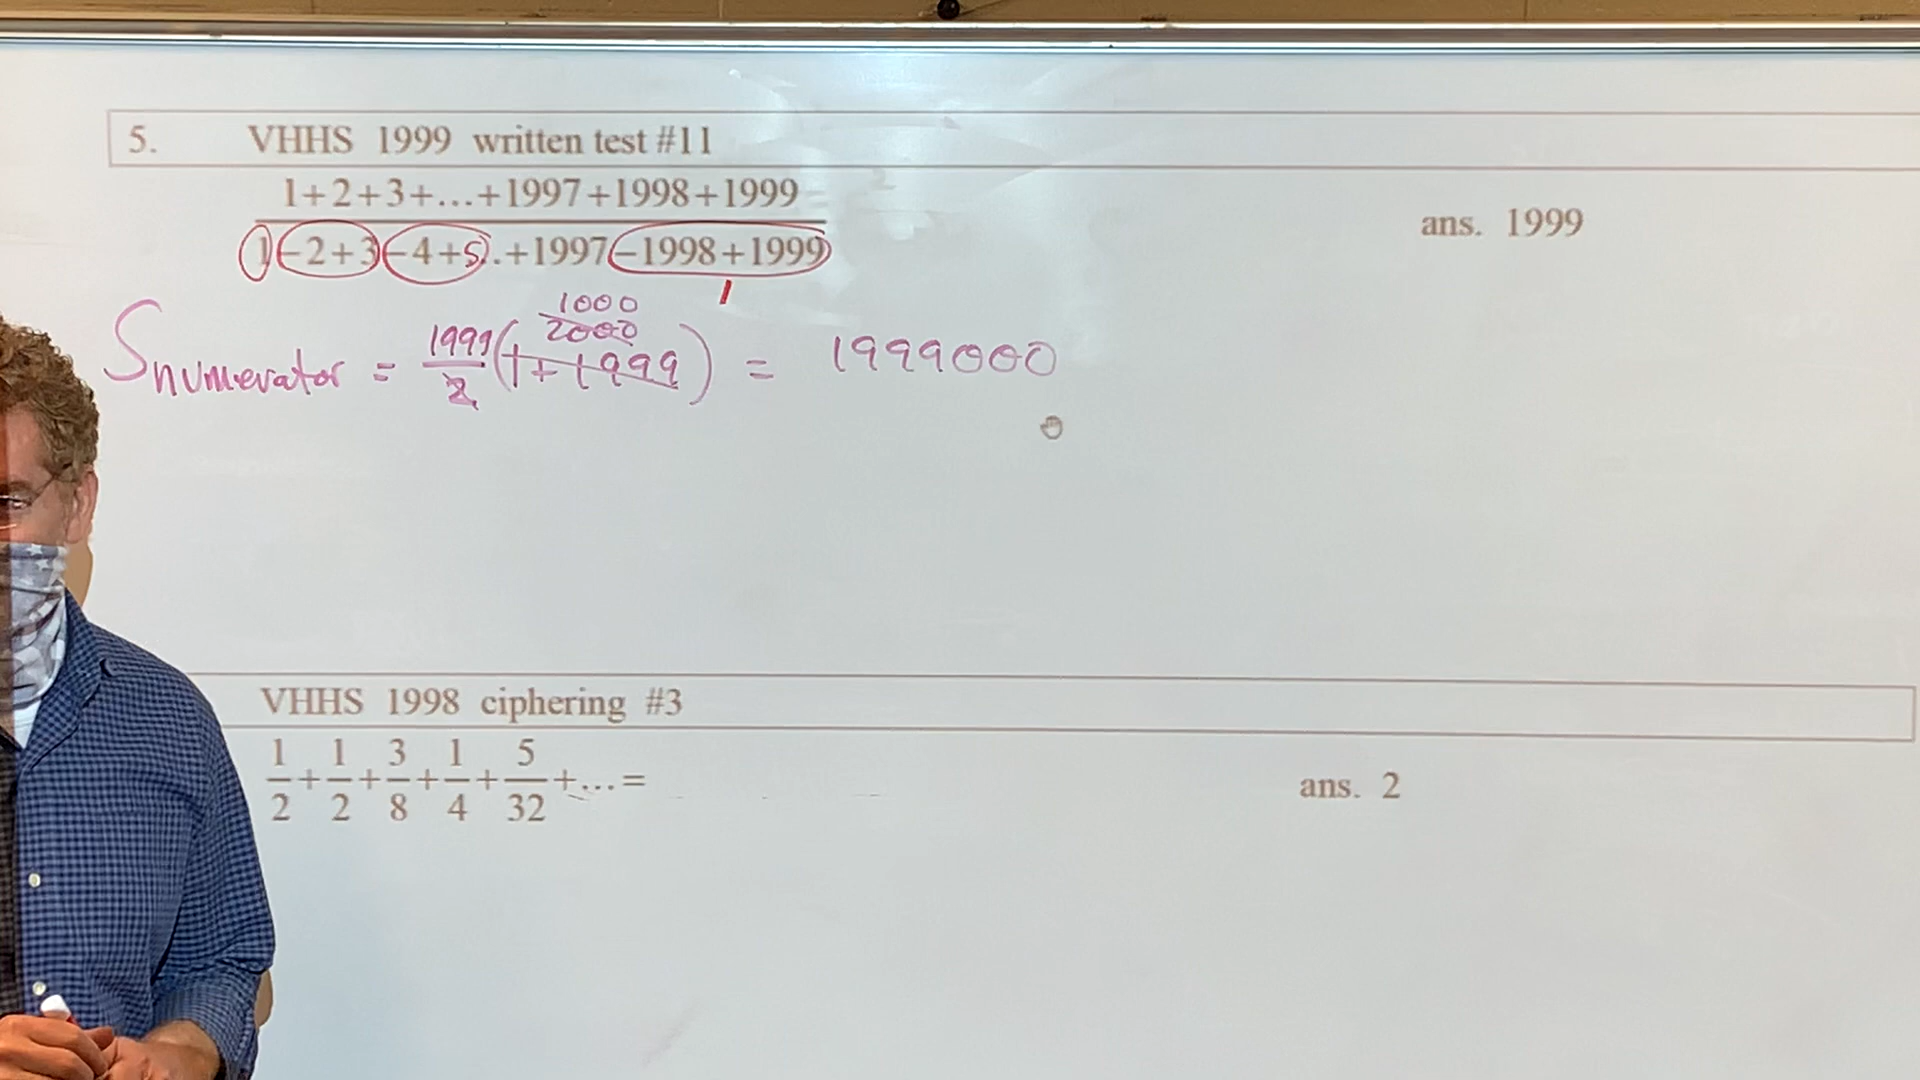 5. VHHS 1999 written test #11
1+2+3+...+1997+1998+1999
1-2+3-4+5..+1997-1998+1999
ans. 1999
1
1000
2000
S numerator = 1999/2 (1+1999) = 1999000
VHHS 1998 ciphering #3
1/2+1/2+3/8+1/4+5/32+...=
ans. 2